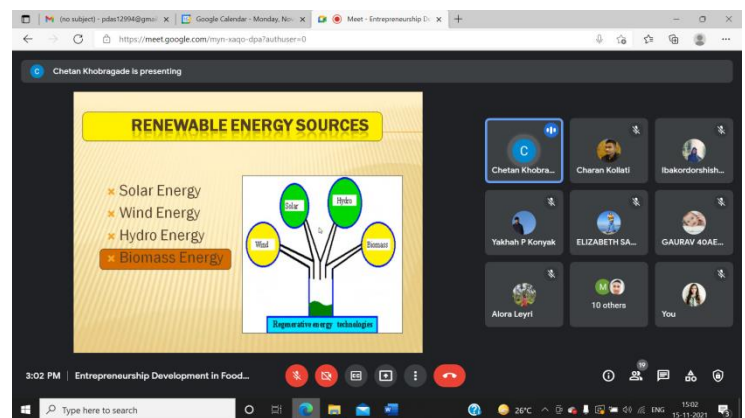 (no subject) - pdas12994@gmai
Google Calendar - Monday, Nov
Meet - Entrepreneurship De
https://meet.google.com/myn-xaqo-dpa?authuser=0
C Chetan Khobragade is presenting
RENEWABLE ENERGY SOURCES
Solar Energy
Wind Energy
Hydro Energy
Biomass Energy
Solar
Hydro
Wind
Biomass
Regenerative energy technologies
C
Chetan Khobra...
Charan Kollati
Ibakordorshish...
Yakhah P Konyak
ELIZABETH SA...
GAURAV 40AE...
Alora Leyri
M
10 others
You
3:02 PM | Entrepreneurship Development in Food...
19
Type here to search
26°C
ENG
15:02
15-11-2021